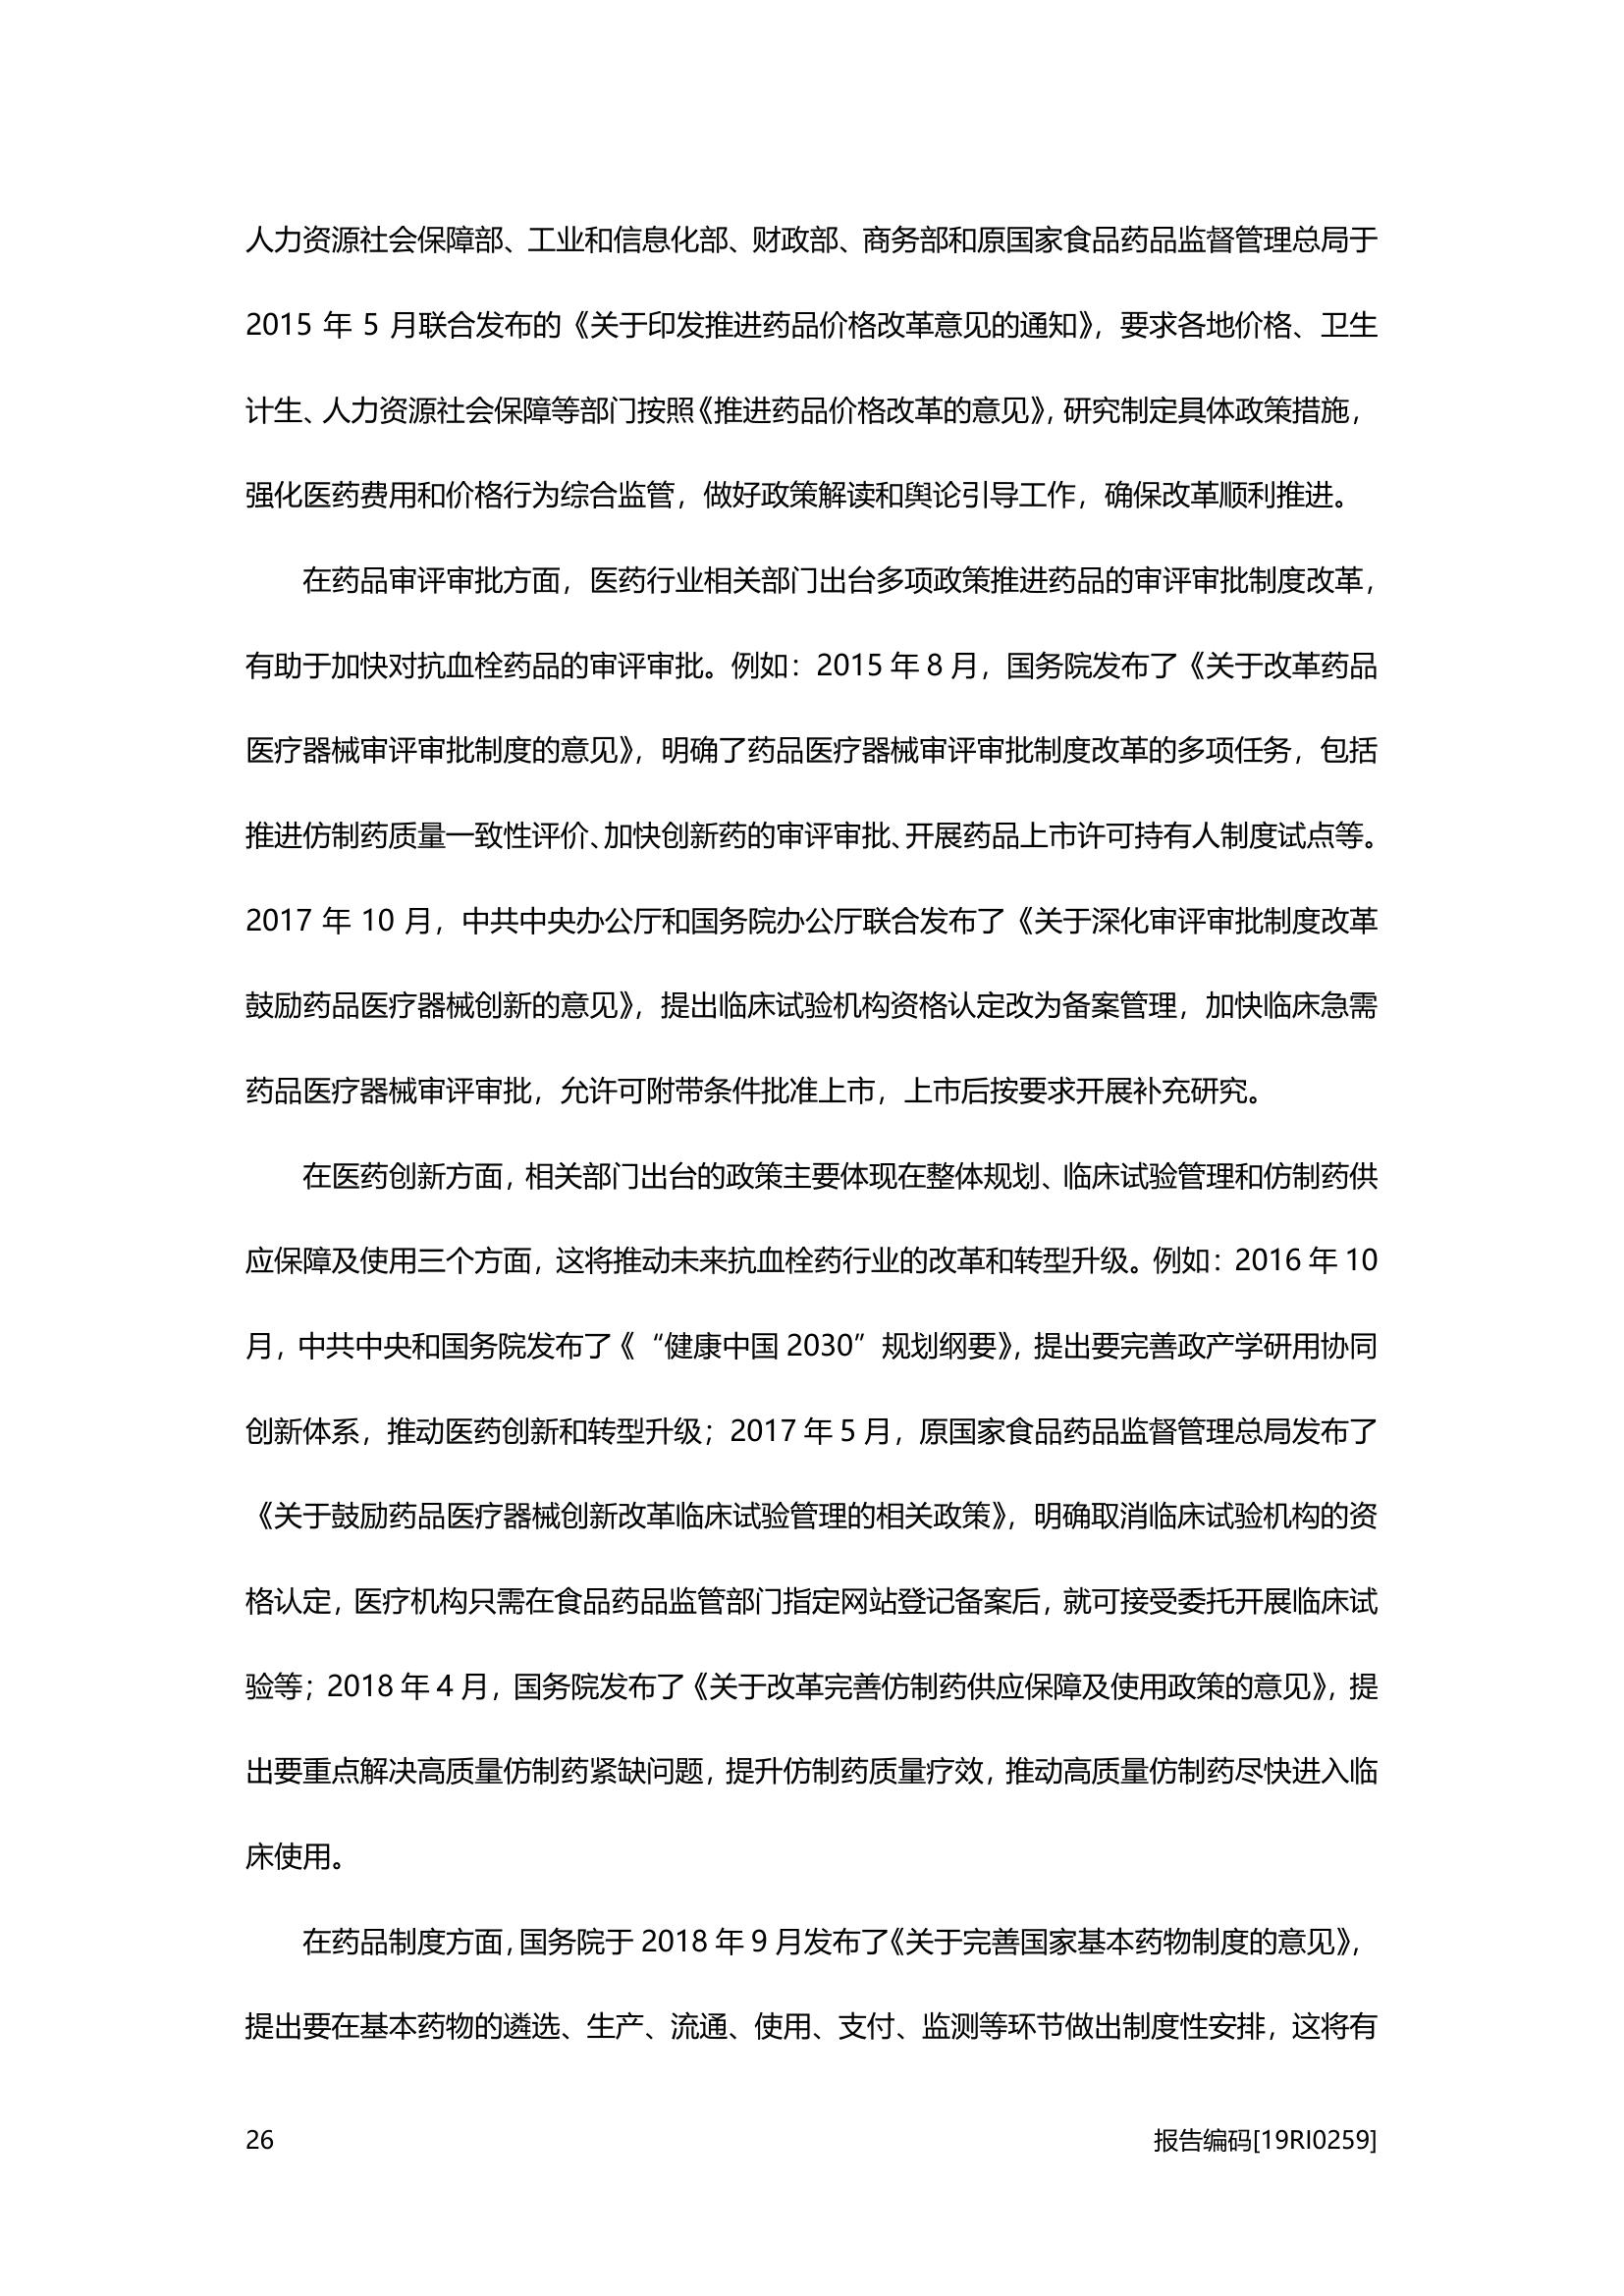 人力资源社会保障部、工业和信息化部、财政部、商务部和原国家食品药品监督管理总局于
2015 年 5 月联合发布的《关于印发推进药品价格改革意见的通知》，要求各地价格、卫生
计生、人力资源社会保障等部门按照《推进药品价格改革的意见》，研究制定具体政策措施，
强化医药费用和价格行为综合监管，做好政策解读和舆论引导工作，确保改革顺利推进。
在药品审评审批方面，医药行业相关部门出台多项政策推进药品的审评审批制度改革，
有助于加快对抗血栓药品的审评审批。例如：2015 年 8 月，国务院发布了《关于改革药品
医疗器械审评审批制度的意见》，明确了药品医疗器械审评审批制度改革的多项任务，包括
推进仿制药质量一致性评价、加快创新药的审评审批、开展药品上市许可持有人制度试点等。
2017 年 10 月，中共中央办公厅和国务院办公厅联合发布了《关于深化审评审批制度改革
鼓励药品医疗器械创新的意见》，提出临床试验机构资格认定改为备案管理，加快临床急需
药品医疗器械审评审批，允许可附带条件批准上市，上市后按要求开展补充研究。
在医药创新方面，相关部门出台的政策主要体现在整体规划、临床试验管理和仿制药供
应保障及使用三个方面，这将推动未来抗血栓药行业的改革和转型升级。例如：2016 年 10
月，中共中央和国务院发布了《“健康中国 2030”规划纲要》，提出要完善政产学研用协同
创新体系，推动医药创新和转型升级；2017 年 5 月，原国家食品药品监督管理总局发布了
《关于鼓励药品医疗器械创新改革临床试验管理的相关政策》，明确取消临床试验机构的资
格认定，医疗机构只需在食品药品监管部门指定网站登记备案后，就可接受委托开展临床试
验等；2018 年 4 月，国务院发布了《关于改革完善仿制药供应保障及使用政策的意见》，提
出要重点解决高质量仿制药紧缺问题，提升仿制药质量疗效，推动高质量仿制药尽快进入临
床使用。
在药品制度方面，国务院于 2018 年 9 月发布了《关于完善国家基本药物制度的意见》，
提出要在基本药物的遴选、生产、流通、使用、支付、监测等环节做出制度性安排，这将有
26
报告编码[19RI0259]